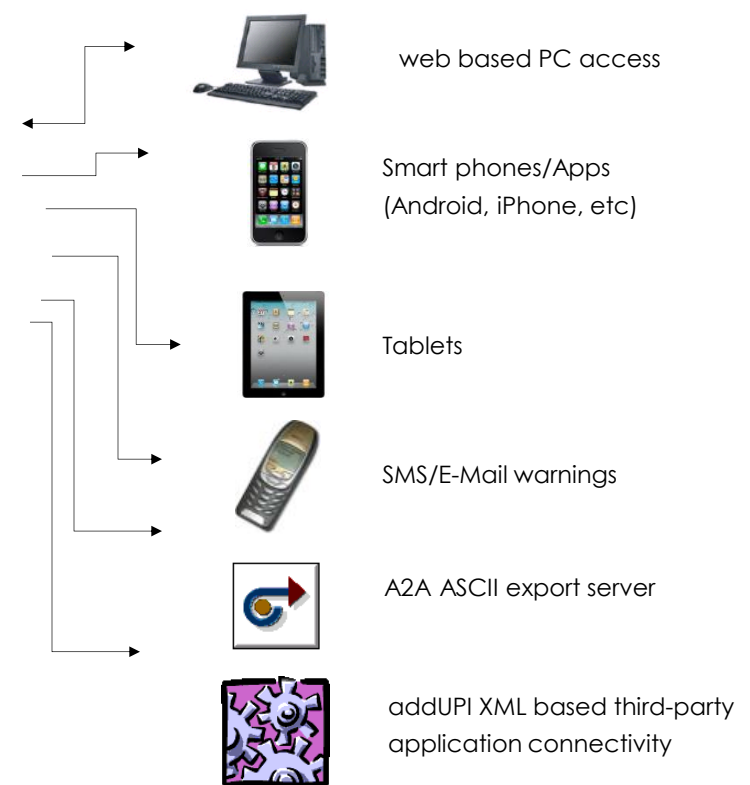 web based PC access
Smart phones/Apps
(Android, iPhone, etc)
Tablets
SMS/E-Mail warnings
A2A ASCII export server
addUPI XML based third-party
application connectivity